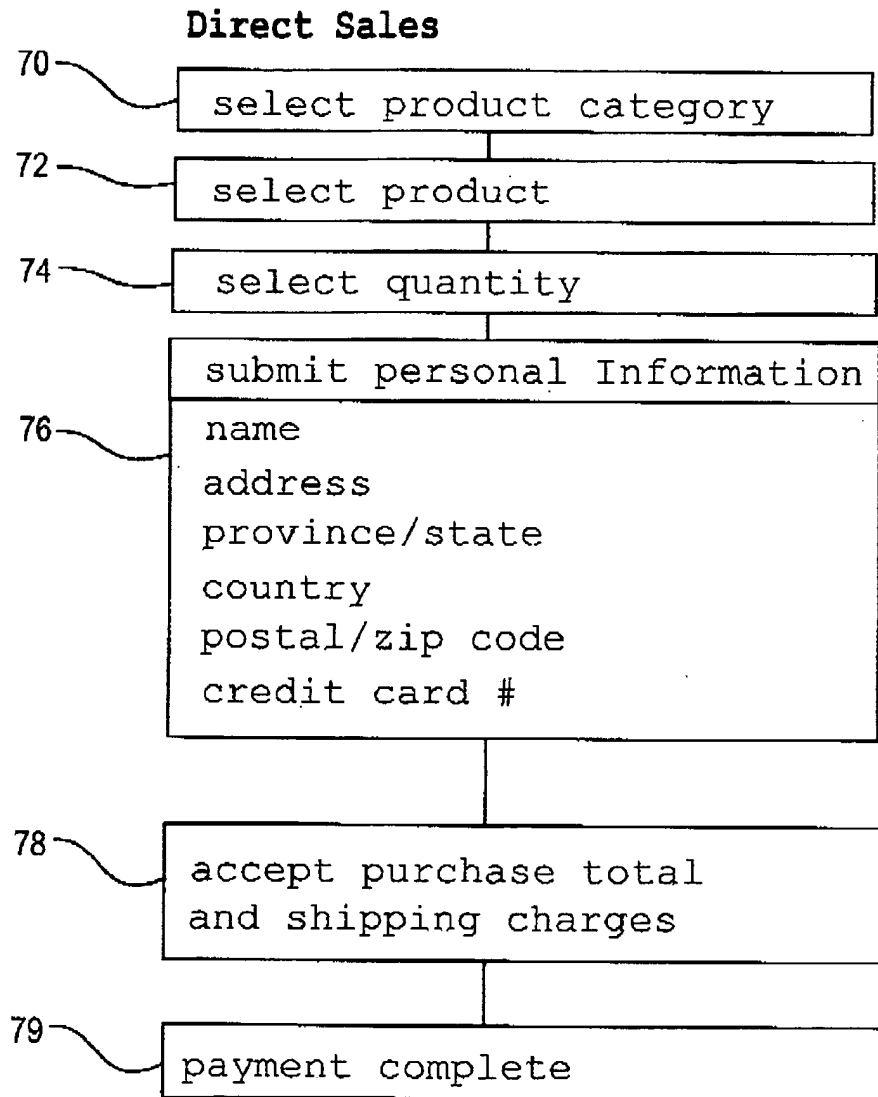 Direct Sales
70
select product category
72
select product
74
select quantity
submit personal Information
76
name
address
province/state
country
postal/zip code
credit card #
78
accept purchase total
and shipping charges
79
payment complete